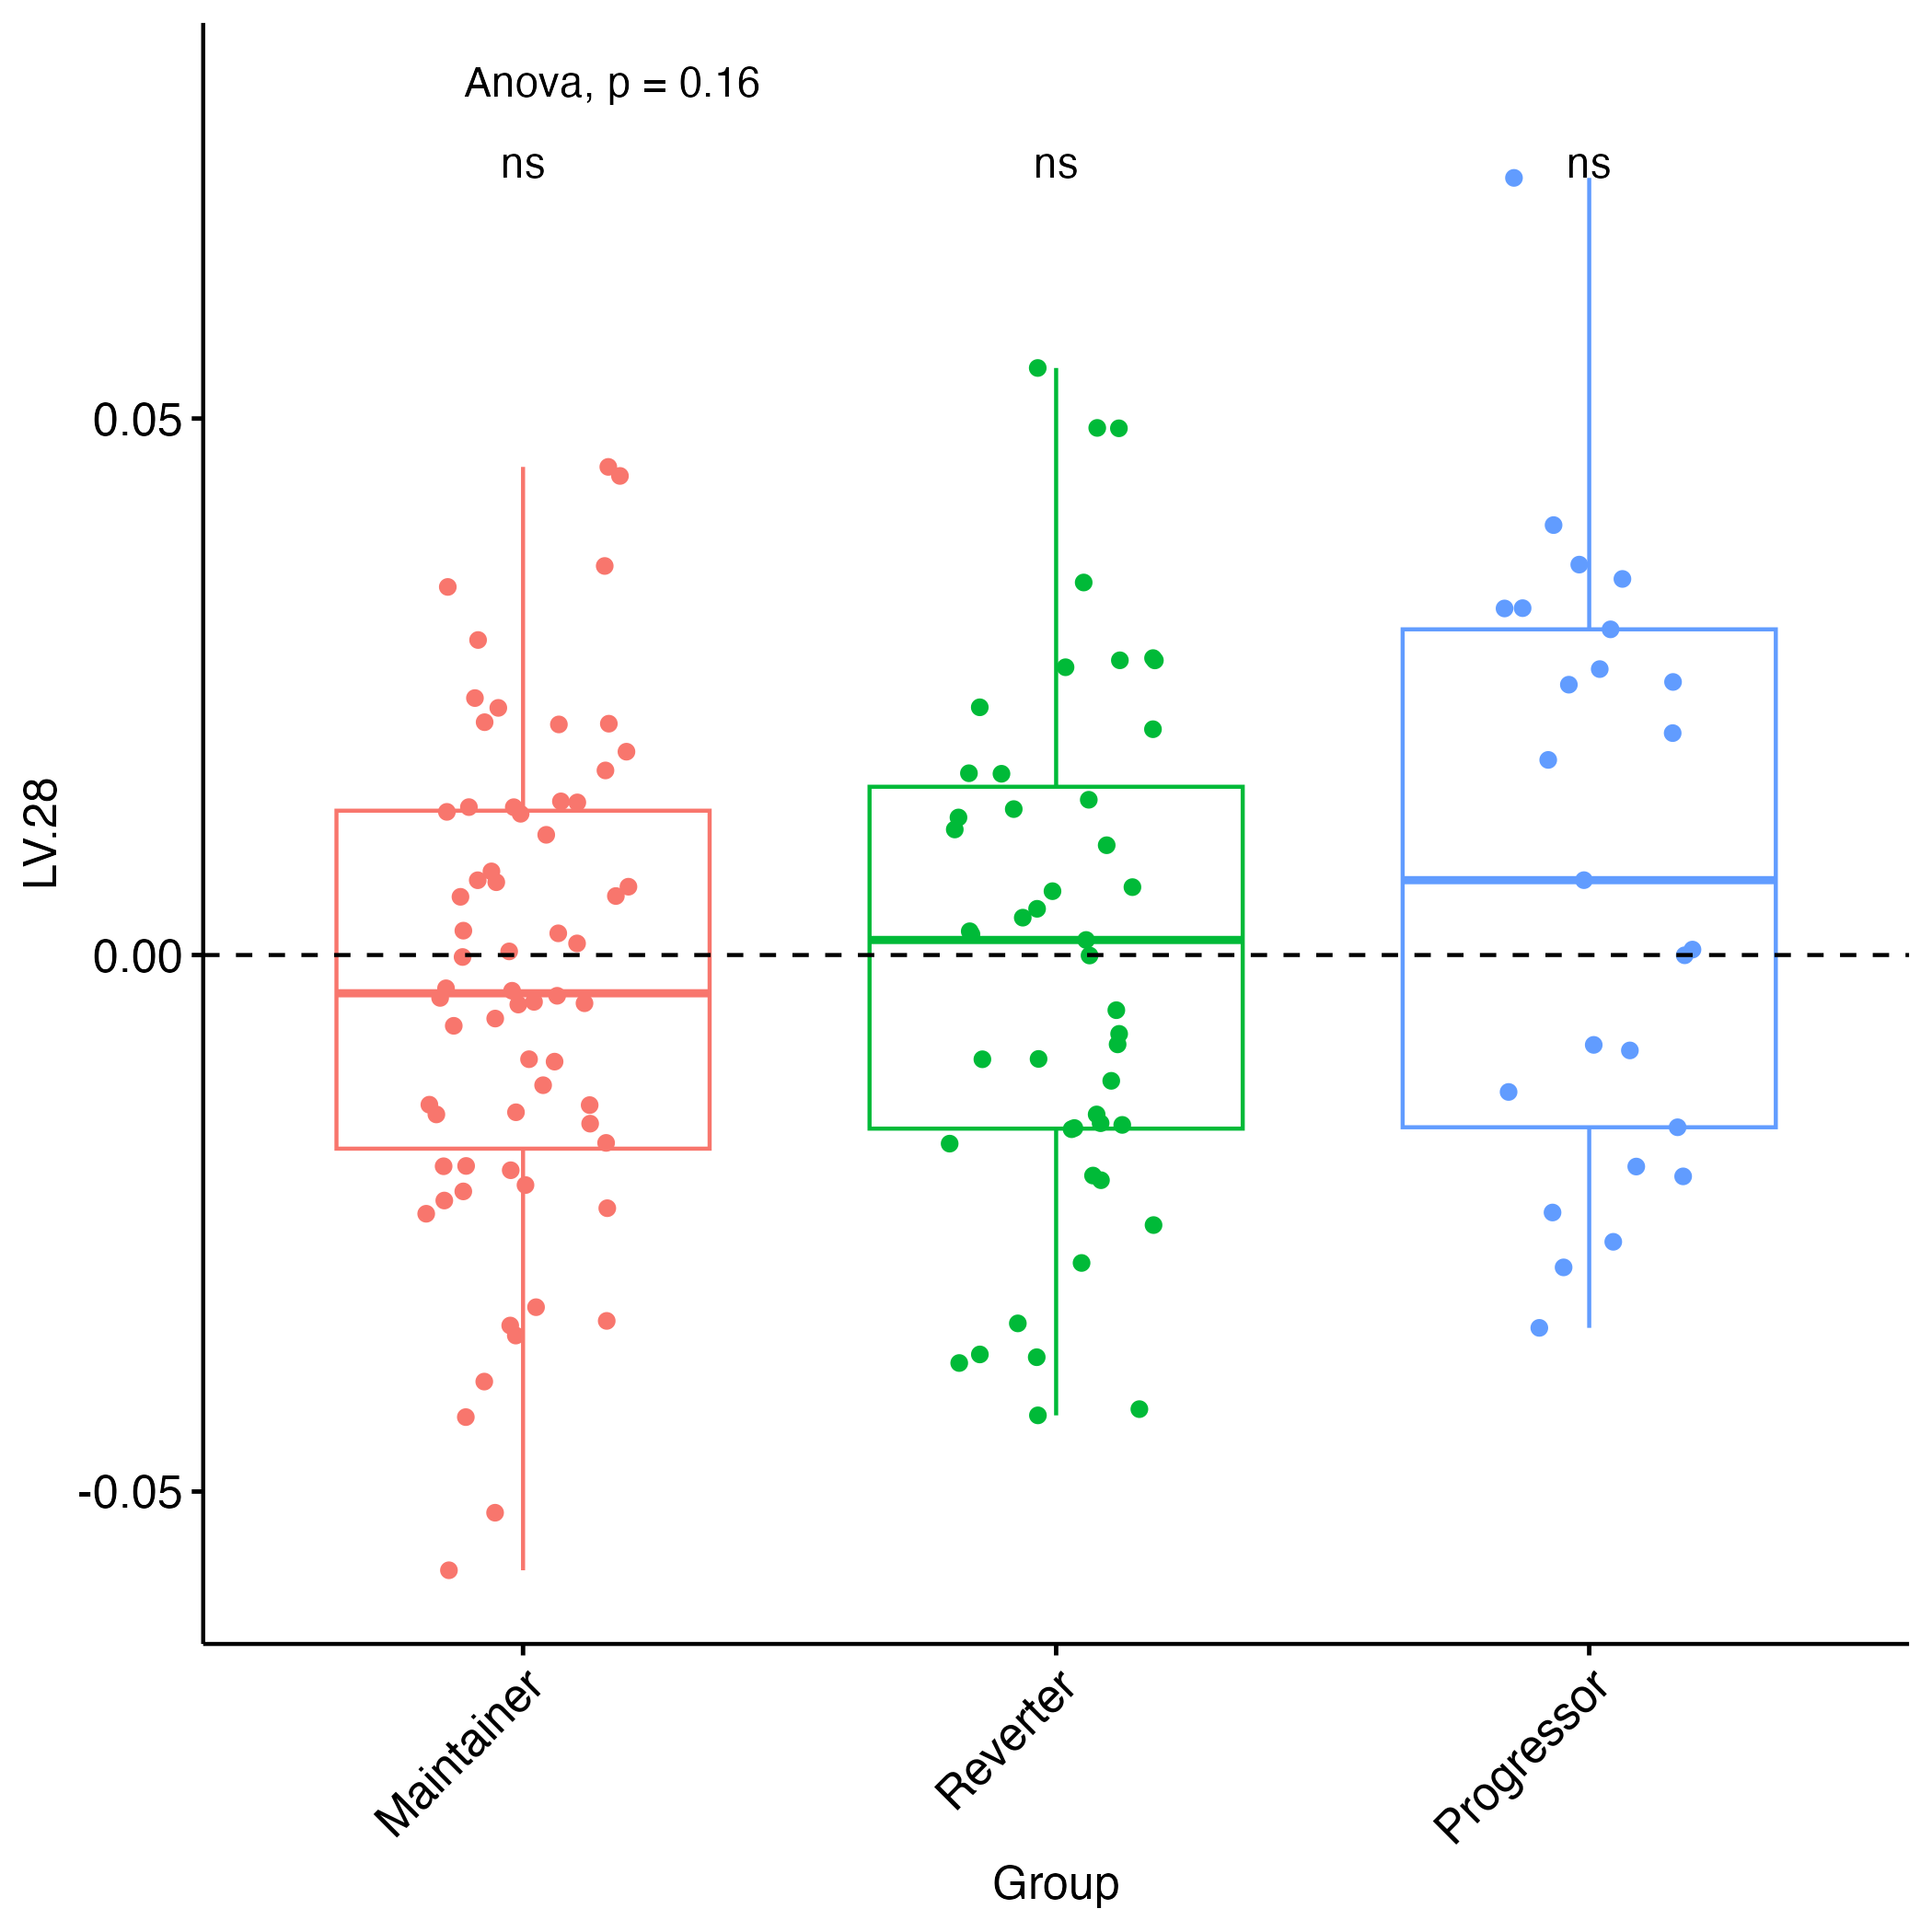 Anova, p = 0.16
ns ns ns
0.05
0.00
-0.05
LV.28
Maintainer
Reverter
Progressor
Group